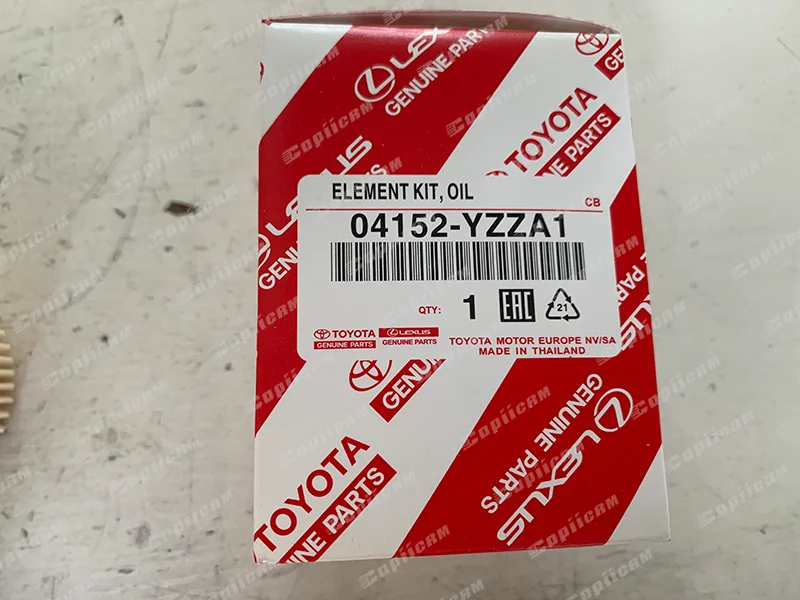 LEXUS
GENUINE PARTS
TOYOTA
GENUINE PARTS
LEXUS
GENUINE
ELEMENT KIT, OIL
CB
04152-YZZA1
QTY: 1
EAC
21
TOYOTA
GENUINE PARTS
LEXUS
GENUINE PARTS
TOYOTA MOTOR EUROPE NV/SA
MADE IN THAILAND
GENUINE
TOYOTA
GENUINE PARTS
LEXUS
GENUINE PARTS
Copiicam